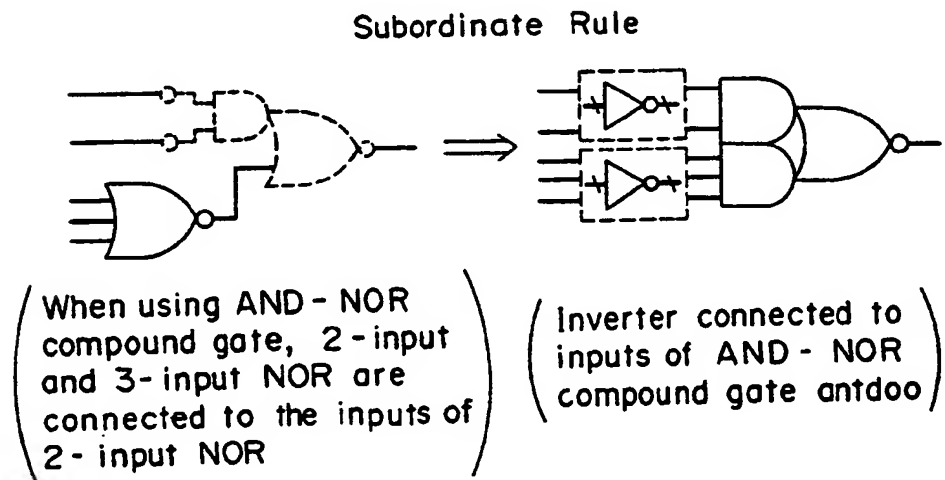 Subordinate Rule
When using AND-NOR
compound gate, 2-input
and 3-input NOR are
connected to the inputs of
2-input NOR
Inverter connected to
inputs of AND-NOR
compound gate antdoo